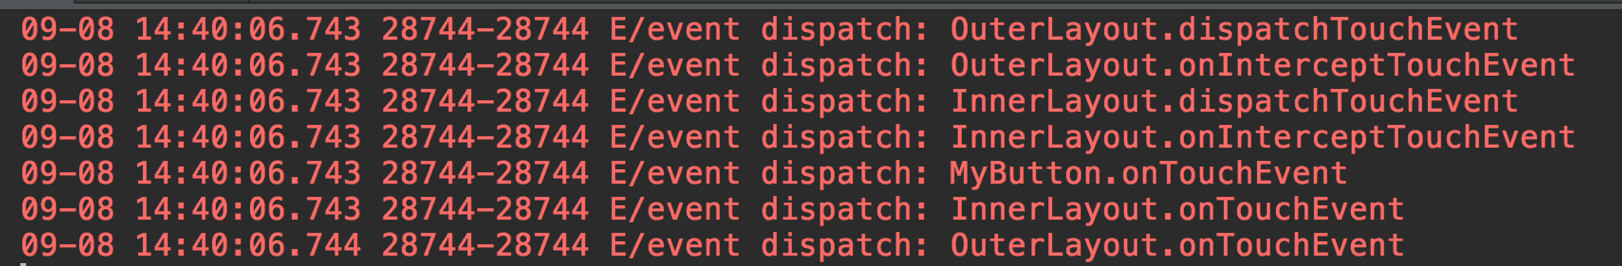 09-08 14:40:06.743 28744-28744 E/event dispatch: OuterLayout.dispatchTouchEvent
09-08 14:40:06.743 28744-28744 E/event dispatch: OuterLayout.onInterceptTouchEvent
09-08 14:40:06.743 28744-28744 E/event dispatch: InnerLayout.dispatchTouchEvent
09-08 14:40:06.743 28744-28744 E/event dispatch: InnerLayout.onInterceptTouchEvent
09-08 14:40:06.743 28744-28744 E/event dispatch: MyButton.onTouchEvent
09-08 14:40:06.743 28744-28744 E/event dispatch: InnerLayout.onTouchEvent
09-08 14:40:06.744 28744-28744 E/event dispatch: OuterLayout.onTouchEvent